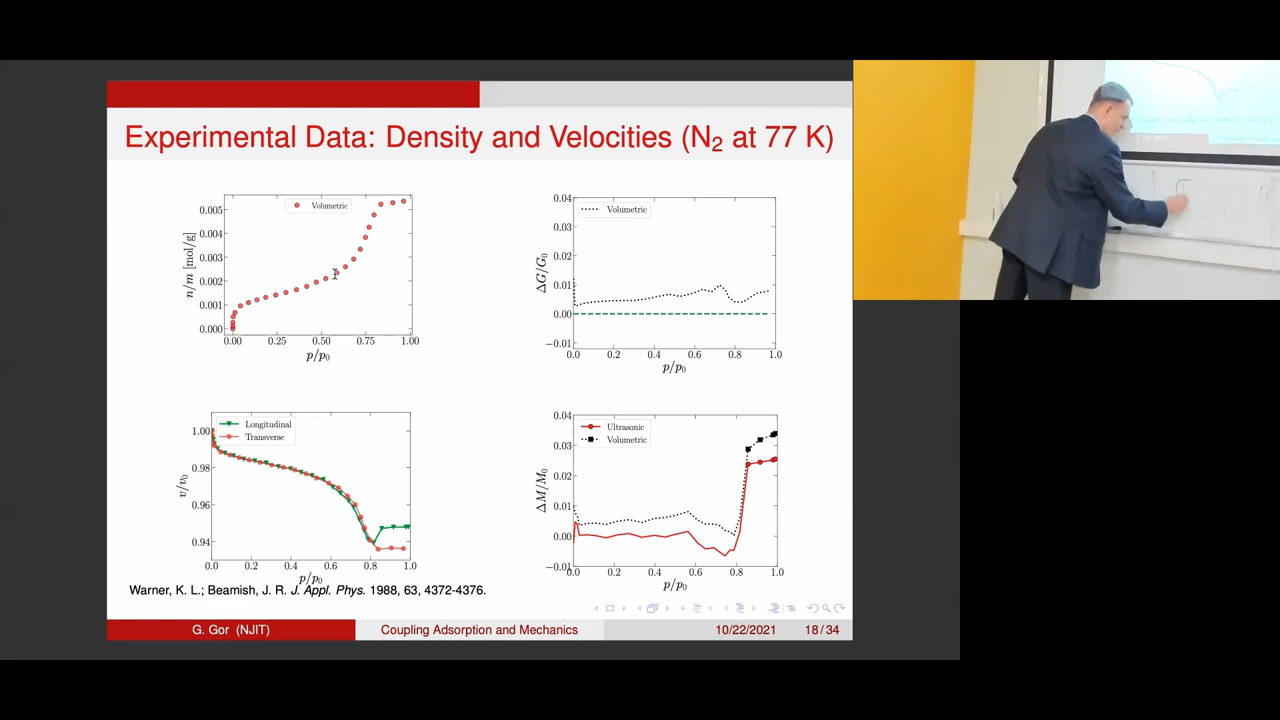 Experimental Data: Density and Velocities (N₂ at 77 K)
Volumetric
n/m [mol/g]
0.005
0.004
0.003
0.002
0.001
0.000
0.00 0.25 0.50 0.75 1.00
p/p₀
Volumetric
ΔG/G₀
0.04
0.03
0.02
0.01
0.00
−0.01
0.0 0.2 0.4 0.6 0.8 1.0
p/p₀
Longitudinal
Transverse
v/v₀
1.00
0.98
0.96
0.94
0.0 0.2 0.4 0.6 0.8 1.0
p/p₀
Ultrasonic
Volumetric
ΔM/M₀
0.04
0.03
0.02
0.01
0.00
−0.01
0.0 0.2 0.4 0.6 0.8 1.0
p/p₀
Warner, K. L.; Beamish, J. R. J. Appl. Phys. 1988, 63, 4372-4376.
G. Gor (NJIT) Coupling Adsorption and Mechanics 10/22/2021 18 / 34